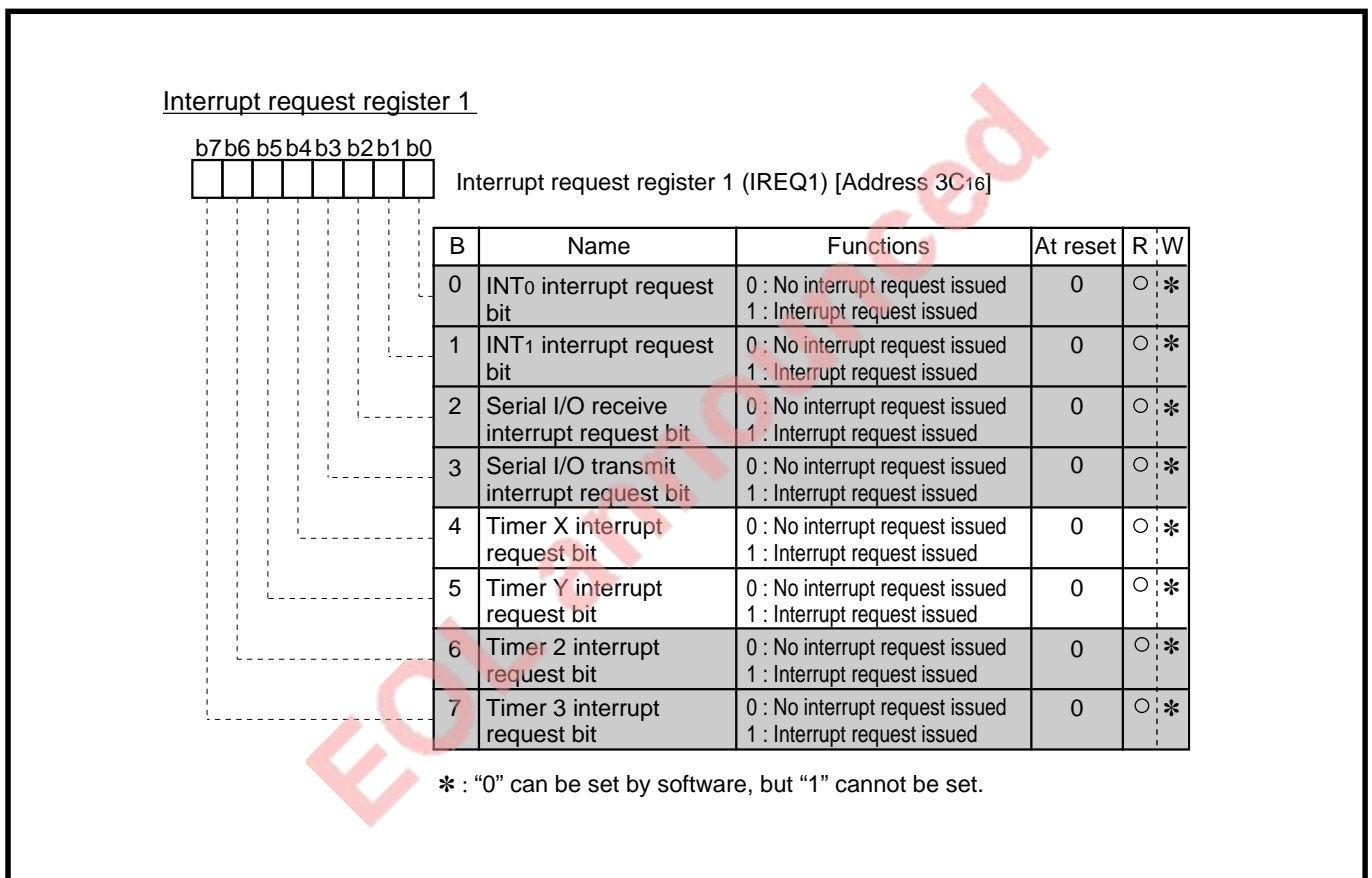 Interrupt request register 1
b7 b6 b5 b4 b3 b2 b1 b0
Interrupt request register 1 (IREQ1) [Address 3C16]
B Name Functions At reset R W
0 INT0 interrupt request bit 0 : No interrupt request issued 1 : Interrupt request issued 0 ○ ✻
1 INT1 interrupt request bit 0 : No interrupt request issued 1 : Interrupt request issued 0 ○ ✻
2 Serial I/O receive interrupt request bit 0 : No interrupt request issued 1 : Interrupt request issued 0 ○ ✻
3 Serial I/O transmit interrupt request bit 0 : No interrupt request issued 1 : Interrupt request issued 0 ○ ✻
4 Timer X interrupt request bit 0 : No interrupt request issued 1 : Interrupt request issued 0 ○ ✻
5 Timer Y interrupt request bit 0 : No interrupt request issued 1 : Interrupt request issued 0 ○ ✻
6 Timer 2 interrupt request bit 0 : No interrupt request issued 1 : Interrupt request issued 0 ○ ✻
7 Timer 3 interrupt request bit 0 : No interrupt request issued 1 : Interrupt request issued 0 ○ ✻
✻ : “0” can be set by software, but “1” cannot be set.
EOL announced